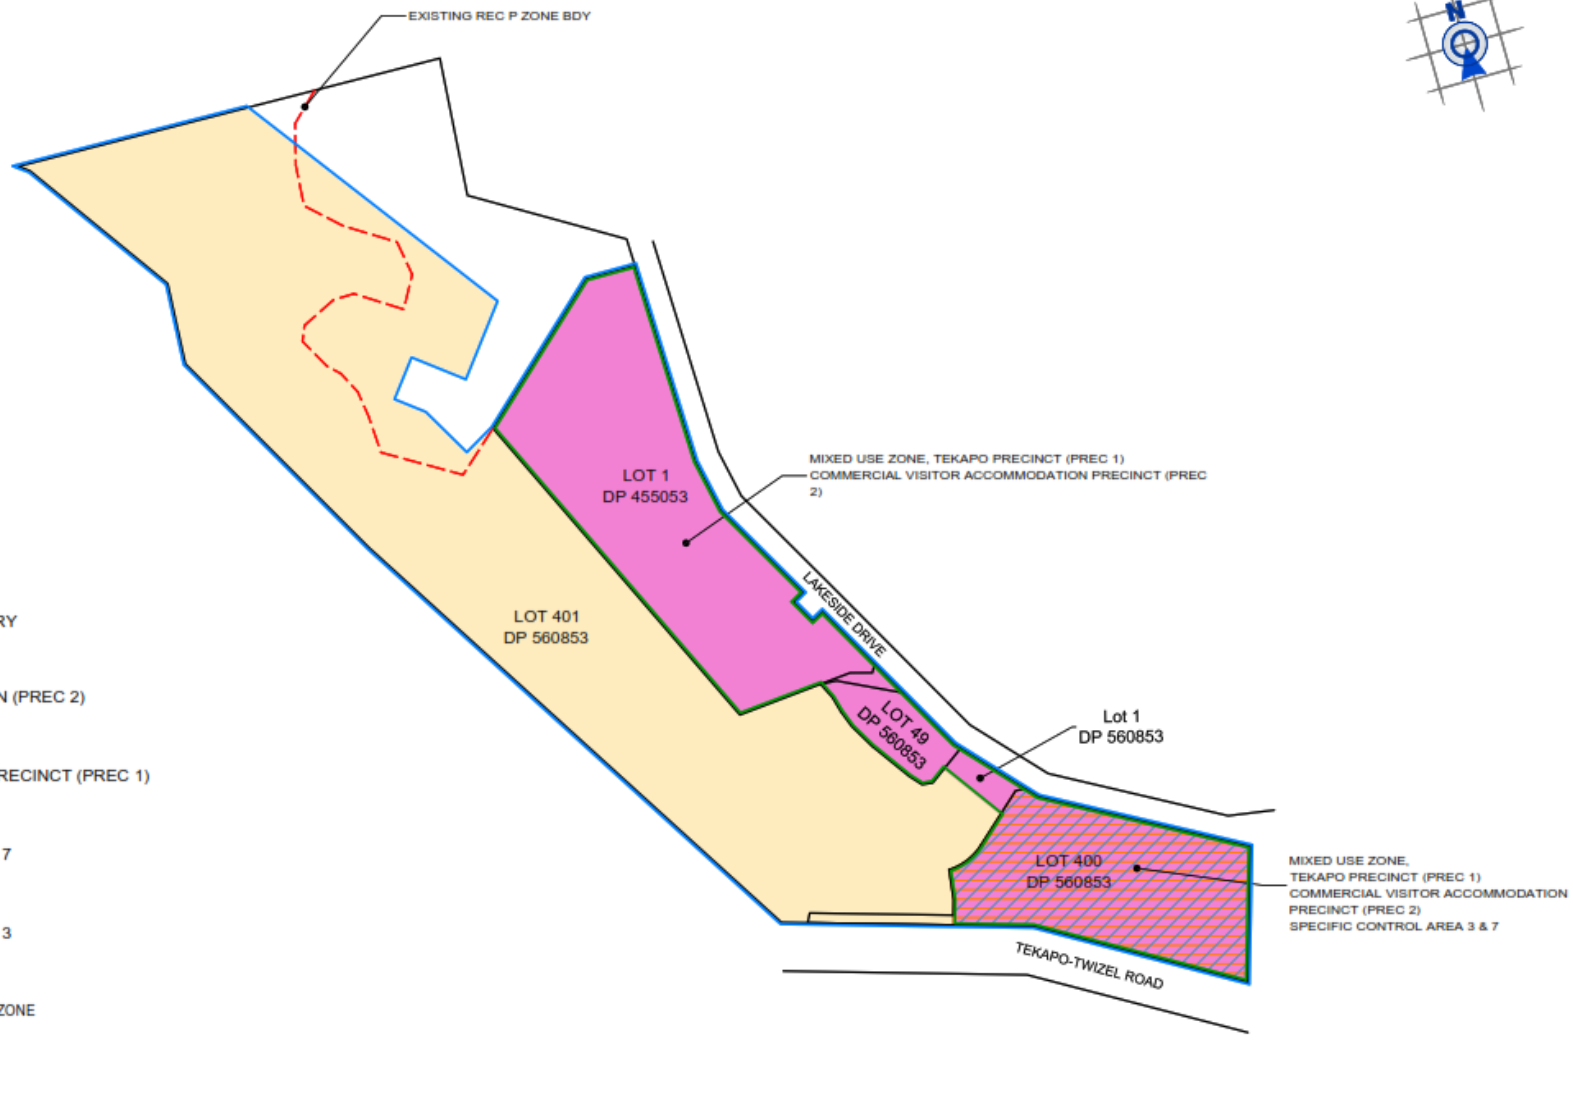 EXISTING REC P ZONE BDY
N
MIXED USE ZONE, TEKAPO PRECINCT (PREC 1)
COMMERCIAL VISITOR ACCOMMODATION PRECINCT (PREC
2)
LOT 1
DP 455053
LAKESIDE DRIVE
LOT 401
DP 560853
RY
N (PREC 2)
LOT 49
DP 560853
Lot 1
DP 560853
RECINCT (PREC 1)
7
LOT 400
DP 560853
MIXED USE ZONE,
TEKAPO PRECINCT (PREC 1)
COMMERCIAL VISITOR ACCOMMODATION
PRECINCT (PREC 2)
SPECIFIC CONTROL AREA 3 & 7
3
TEKAPO-TWIZEL ROAD
ZONE